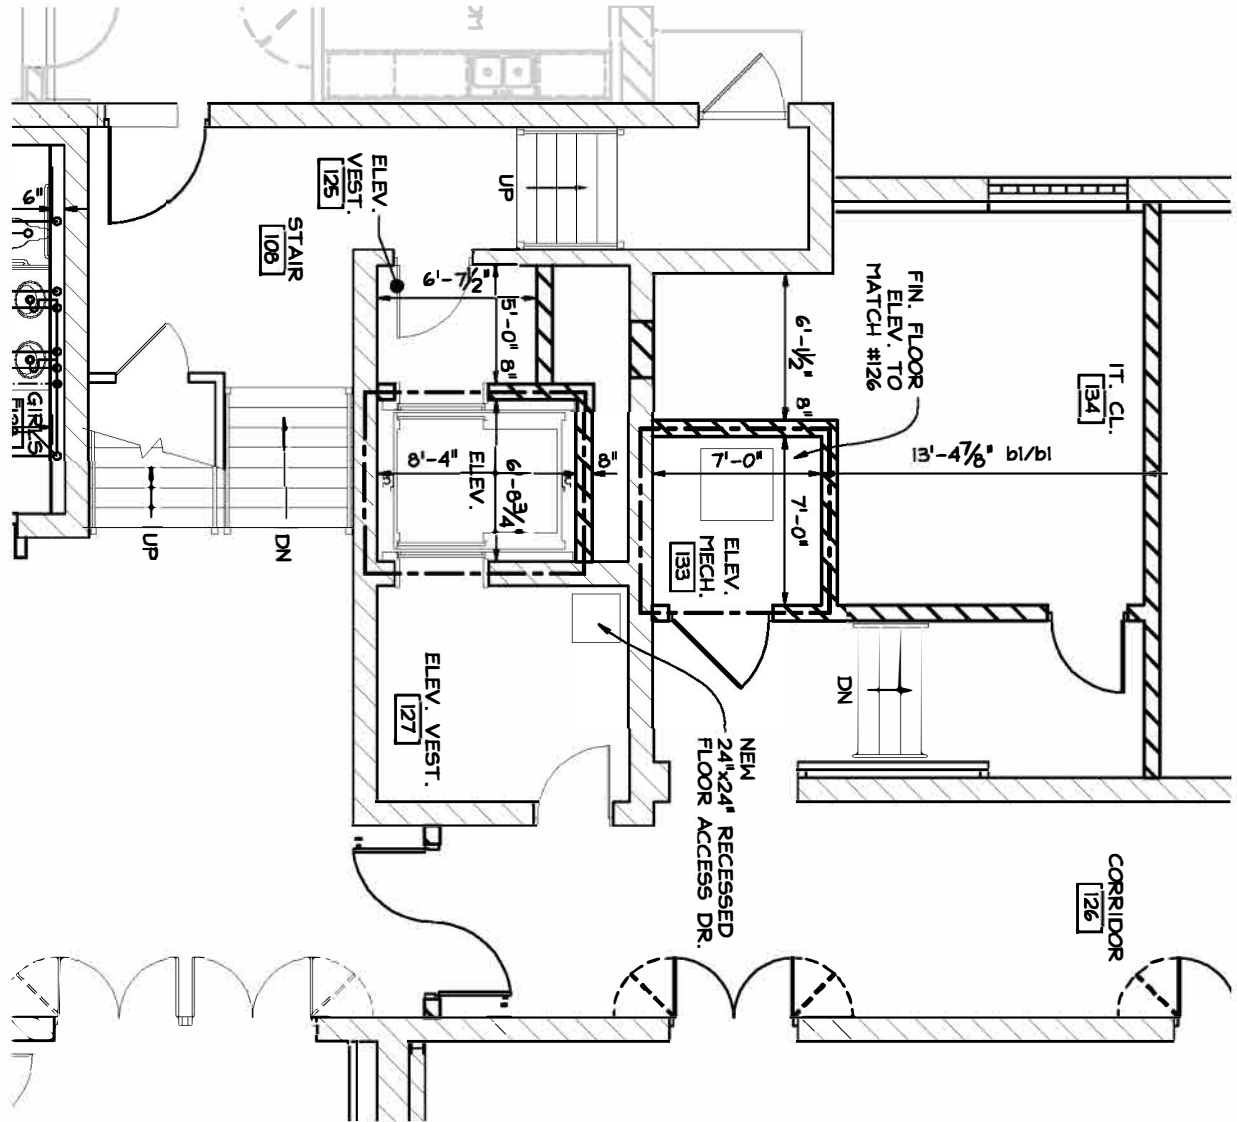 OM
ELEV.
VEST.
125
UP
6"
STAIR
108
6'-7½"
5'-0"
8"
6'-1½"
8"
FIN. FLOOR
ELEV. TO
MATCH #126
I.T. CL.
134
GIRLS
8'-4"
ELEV.
6'-8¾"
8"
7'-0"
7'-0"
13'-4⅞" bl/bl
UP
DN
ELEV.
MECH.
133
ELEV. VEST.
127
DN
NEW
24"x24" RECESSED
FLOOR ACCESS DR.
CORRIDOR
126